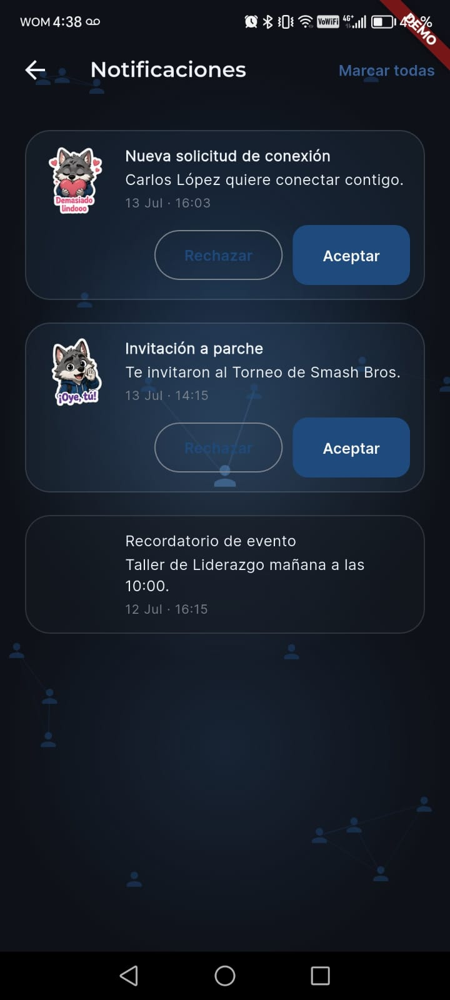 WOM 4:38
VoWiFi 4G+
DEMO
Notificaciones
Marcar todas
Nueva solicitud de conexión
Carlos López quiere conectar contigo.
13 Jul · 16:03
Demasiado
lindooo
Rechazar
Aceptar
Invitación a parche
Te invitaron al Torneo de Smash Bros.
13 Jul · 14:15
¡Oye, tú!
Rechazar
Aceptar
Recordatorio de evento
Taller de Liderazgo mañana a las
10:00.
12 Jul · 16:15